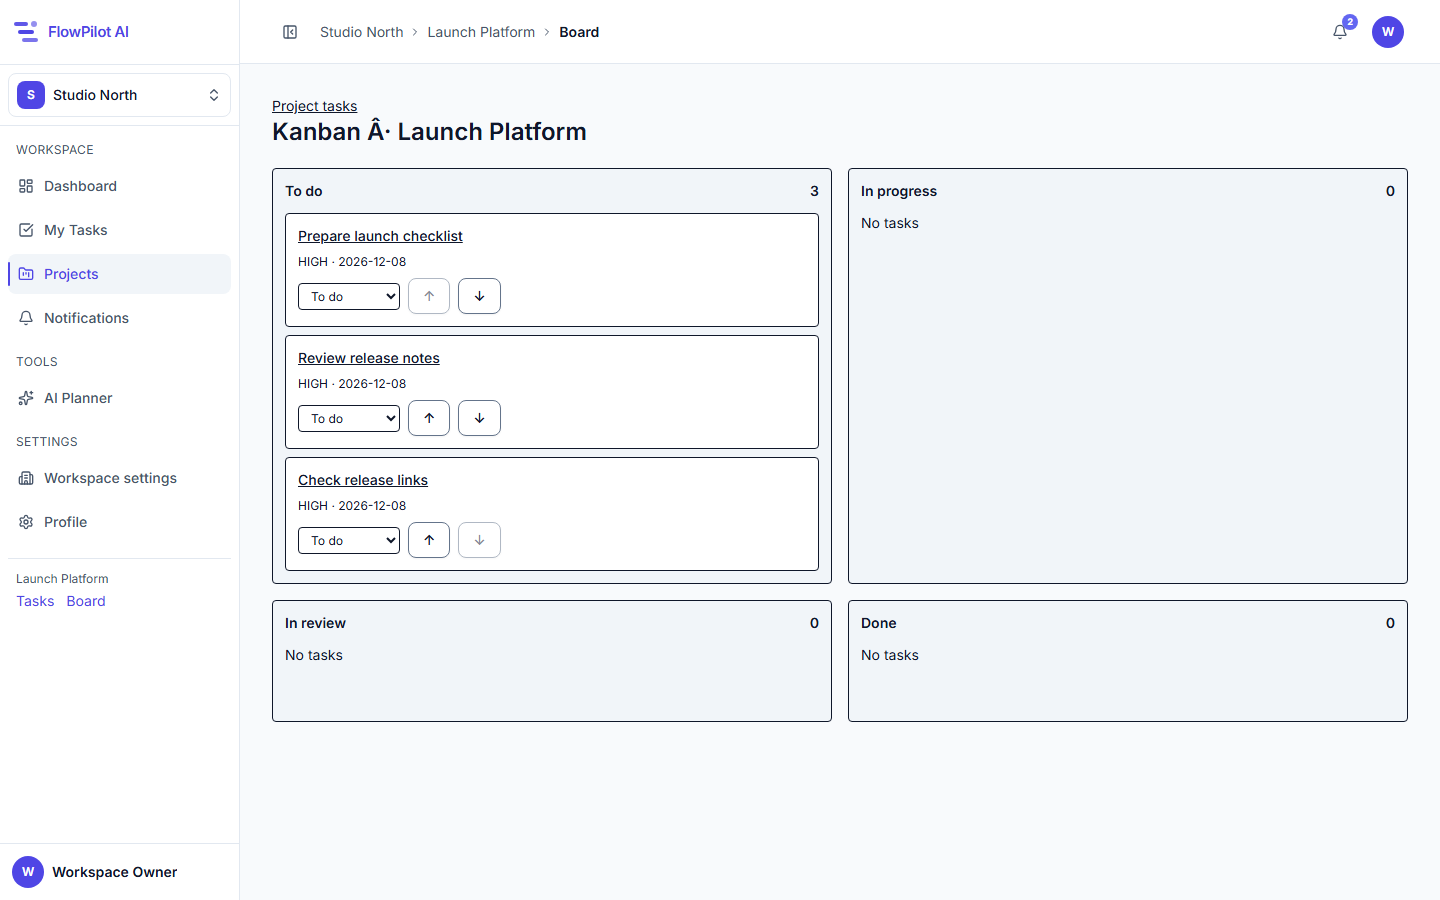 FlowPilot AI
S Studio North
WORKSPACE
Dashboard
My Tasks
Projects
Notifications
TOOLS
AI Planner
SETTINGS
Workspace settings
Profile
Launch Platform
Tasks Board
W Workspace Owner
Studio North › Launch Platform › Board
2
W
Project tasks
Kanban Â· Launch Platform
To do 3
Prepare launch checklist
HIGH · 2026-12-08
To do ↑ ↓
Review release notes
HIGH · 2026-12-08
To do ↑ ↓
Check release links
HIGH · 2026-12-08
To do ↑ ↓
In progress 0
No tasks
In review 0
No tasks
Done 0
No tasks